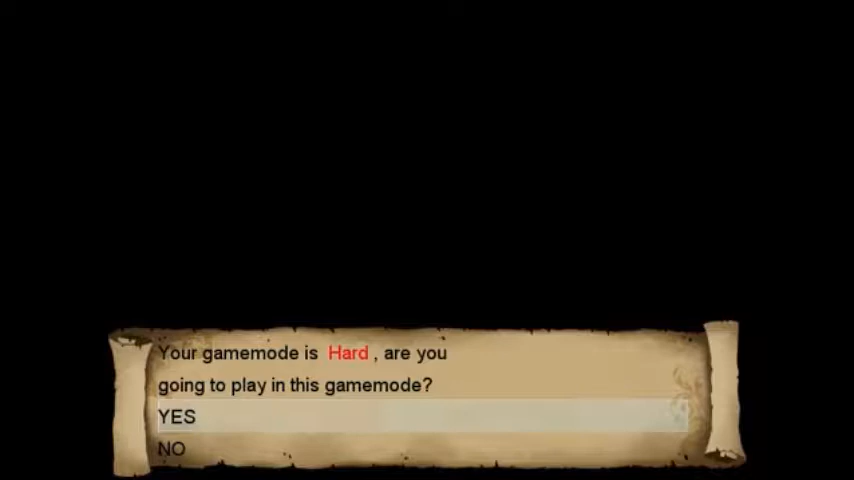 Your gamemode is Hard , are you
going to play in this gamemode?
YES
NO